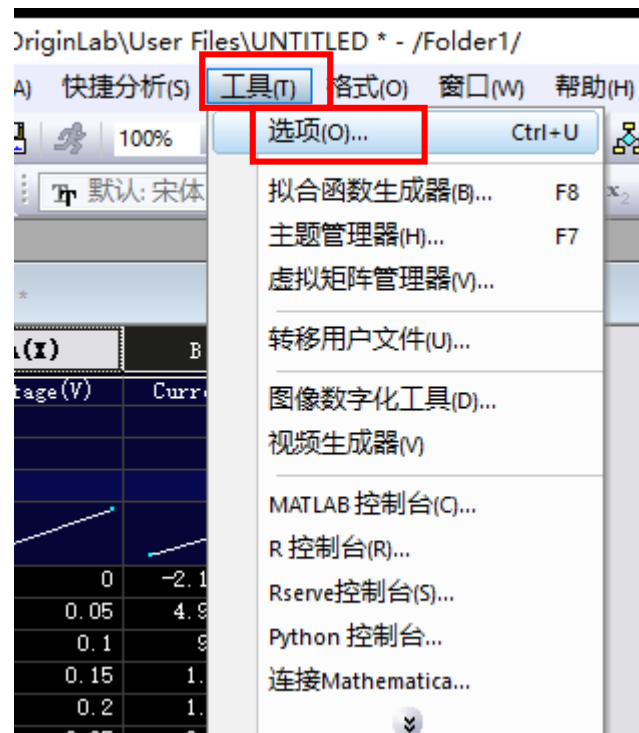 OriginLab\User Files\UNTITLED * - /Folder1/
A) 快捷分析(S) 工具(T) 格式(O) 窗口(W) 帮助(H)
100% 选项(O)... Ctrl+U
默认: 宋体 拟合函数生成器(B)... F8 x₂
主题管理器(H)... F7
* 虚拟矩阵管理器(V)...
A(X) B 转移用户文件(U)...
tage(V) Curr 图像数字化工具(D)...
视频生成器(V)
MATLAB 控制台(C)...
R 控制台(R)...
0 -2.1 Rserve控制台(S)...
0.05 4.9
0.1 9 Python 控制台...
0.15 1. 连接Mathematica...
0.2 1.